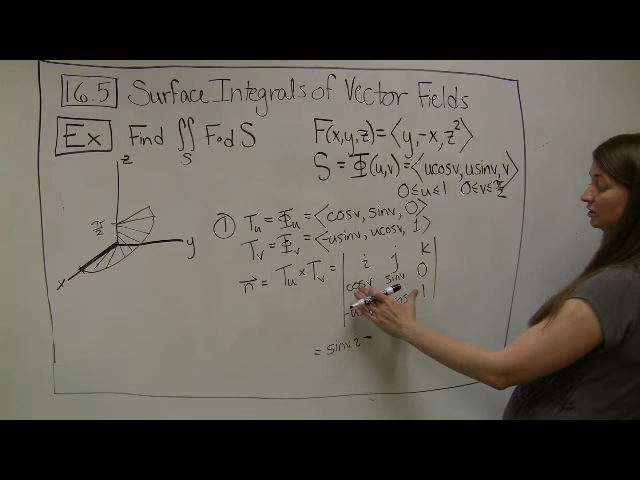 16.5 Surface Integrals of Vector Fields
Ex Find ∬ F∘dS
S
F(x,y,z) = ⟨y, -x, z²⟩
S = Φ(u,v) = ⟨ucosv, usinv, v⟩
0≤u≤1 0≤v≤π/2
z
π/2
y
x
① Tu = Φu = ⟨cosv, sinv, 0⟩
Tv = Φv = ⟨-usinv, ucosv, 1⟩
n⃗ = Tu × Tv = | i j k |
cosv sinv 0
1
= sinv i -